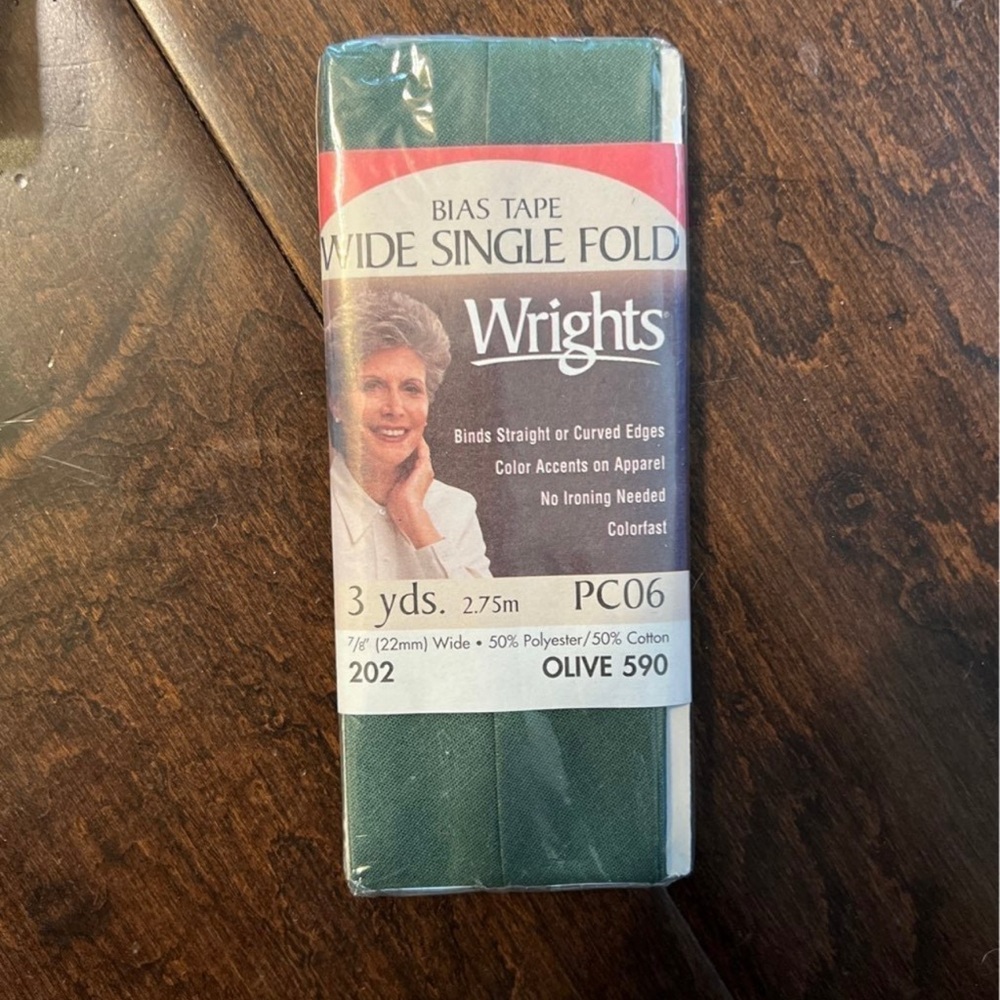 BIAS TAPE
WIDE SINGLE FOLD
Wrights®
Binds Straight or Curved Edges
Color Accents on Apparel
No Ironing Needed
Colorfast
3 yds. 2.75m PC06
7/8" (22mm) Wide • 50% Polyester/50% Cotton
202 OLIVE 590